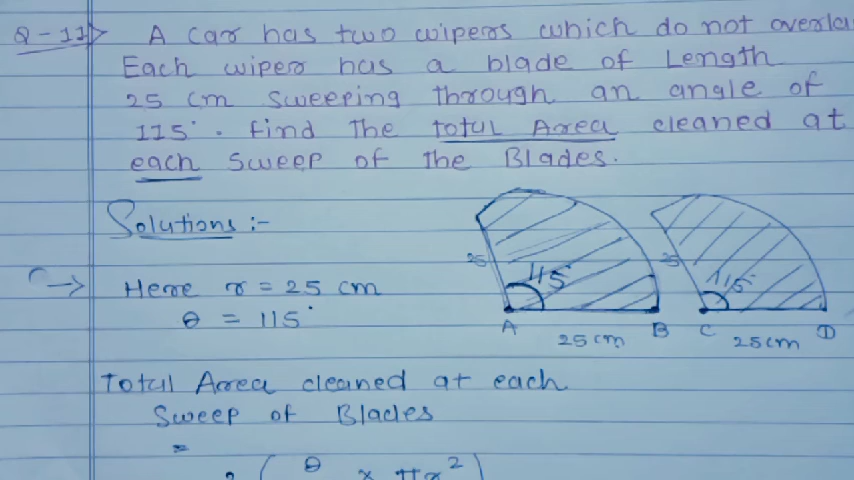 Q-11> A car has two wipers which do not overla
Each wiper has a blade of Length
25 cm sweeping through an angle of
115°. find the total Area cleaned at
each sweep of the Blades.
Solutions :-
25 115° 25 115°
→ Here r = 25 cm
θ = 115°
A 25 cm B C 25 cm D
Total Area cleaned at each
Sweep of Blades
=
2 ( θ × πr²)